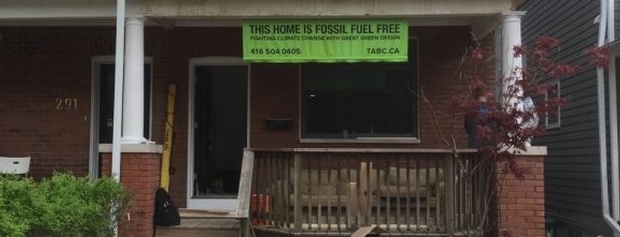 THIS HOME IS FOSSIL FUEL FREE
FIGHTING CLIMATE CHANGE WITH GREAT GREEN DESIGN
416 504 0405 TABC.CA
291